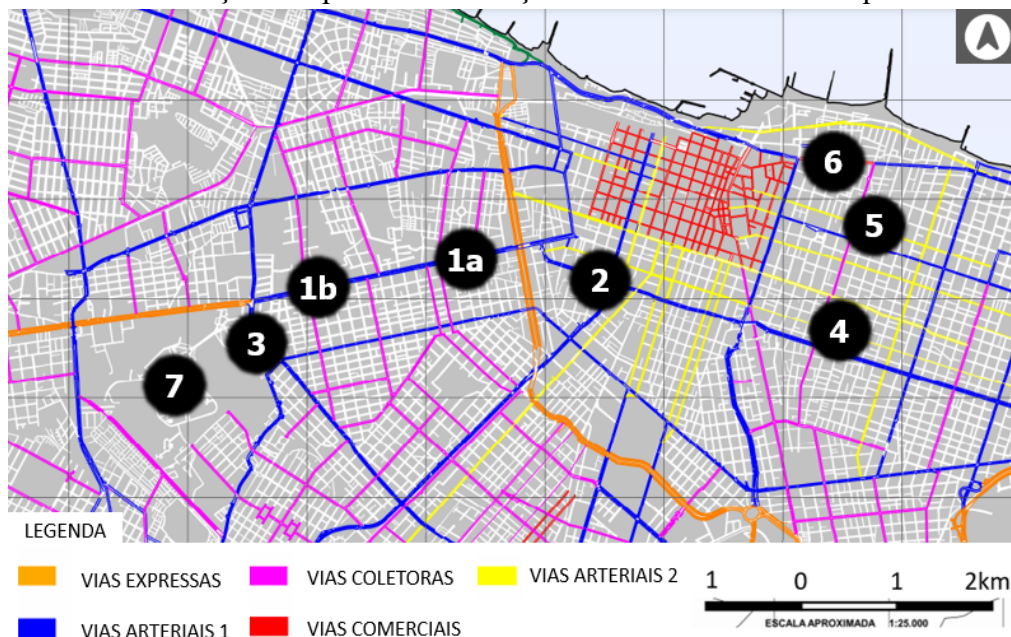 6
5
1a
2
1b
4
3
7
LEGENDA
VIAS EXPRESSAS
VIAS COLETORAS
VIAS ARTERIAIS 2
VIAS ARTERIAIS 1
VIAS COMERCIAIS
1 0 1 2km
ESCALA APROXIMADA 1:25.000